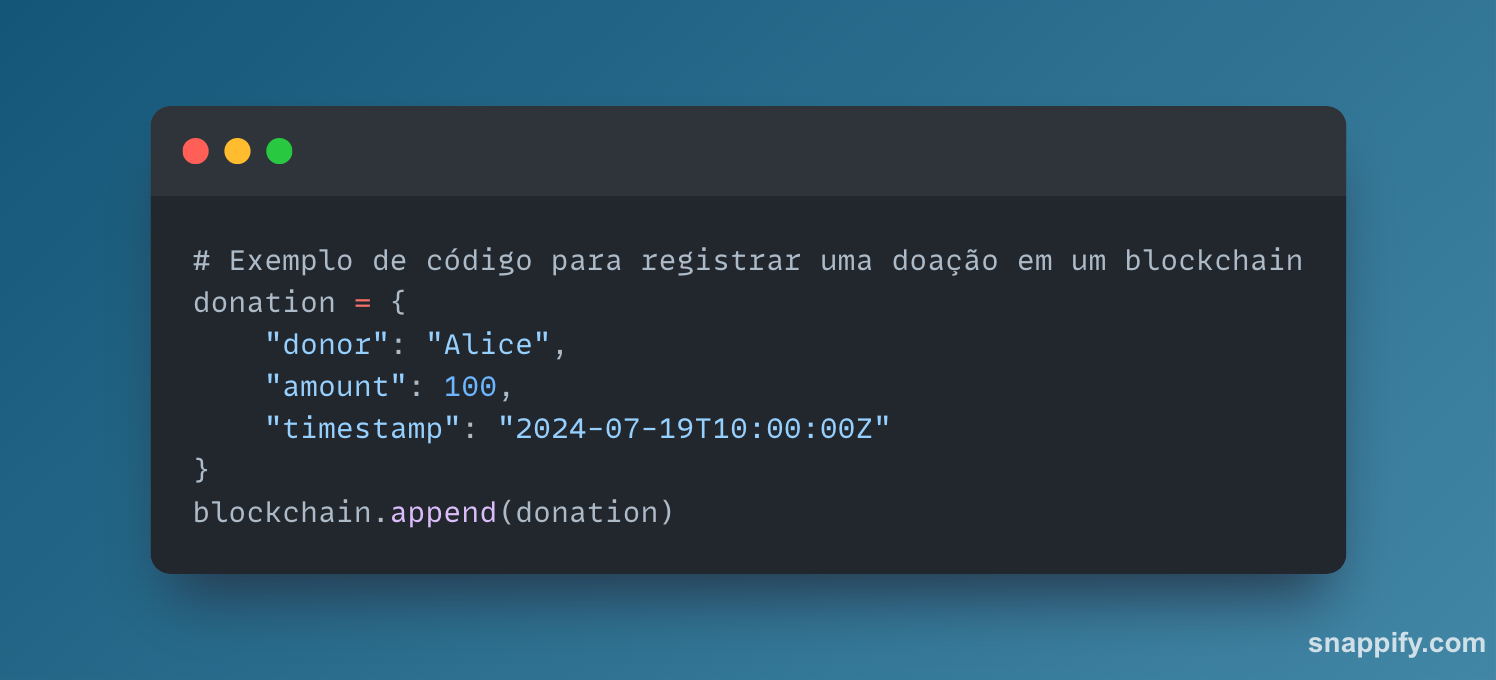 # Exemplo de código para registrar uma doação em um blockchain
donation = {
    "donor": "Alice",
    "amount": 100,
    "timestamp": "2024-07-19T10:00:00Z"
}
blockchain.append(donation)
snappify.com